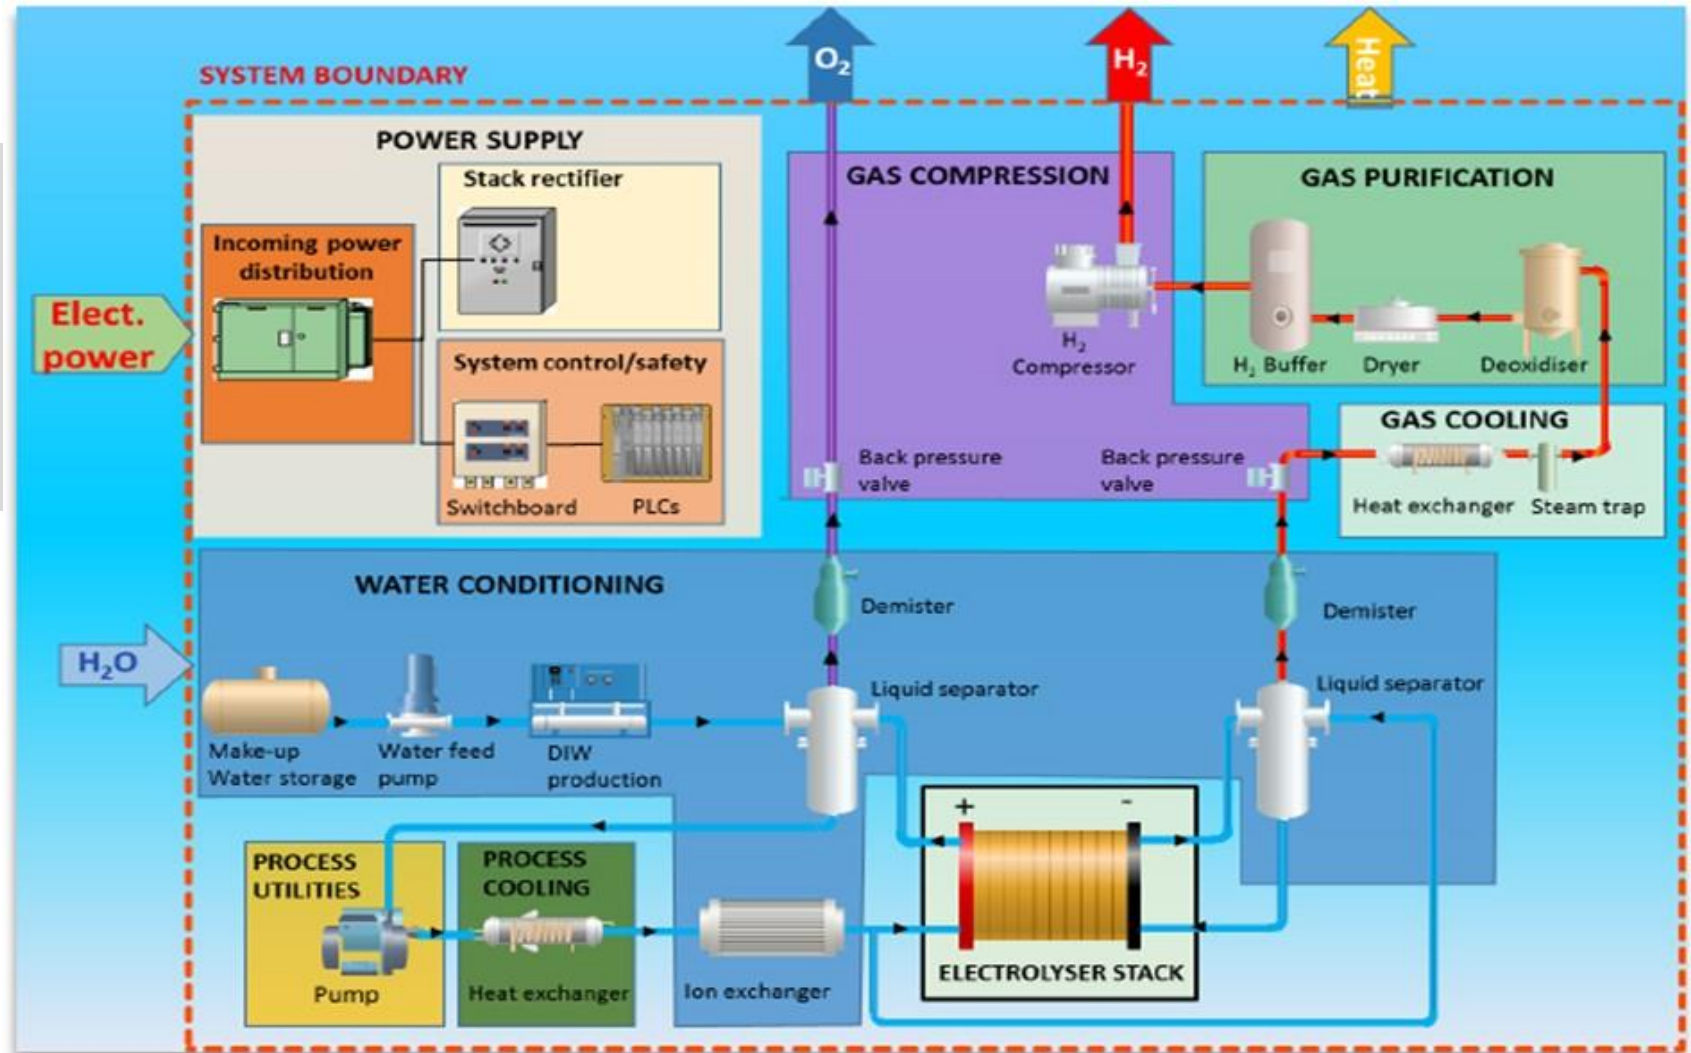 O₂
H₂
Heat
SYSTEM BOUNDARY
POWER SUPPLY
Stack rectifier
Incoming power
distribution
Elect.
power
System control/safety
Switchboard
PLCs
GAS COMPRESSION
H₂
Compressor
Back pressure
valve
Back pressure
valve
GAS PURIFICATION
H₂ Buffer
Dryer
Deoxidiser
GAS COOLING
Heat exchanger
Steam trap
WATER CONDITIONING
Demister
Demister
H₂O
Liquid separator
Liquid separator
Make-up
Water storage
Water feed
pump
DIW
production
PROCESS
UTILITIES
Pump
PROCESS
COOLING
Heat exchanger
Ion exchanger
+
-
ELECTROLYSER STACK